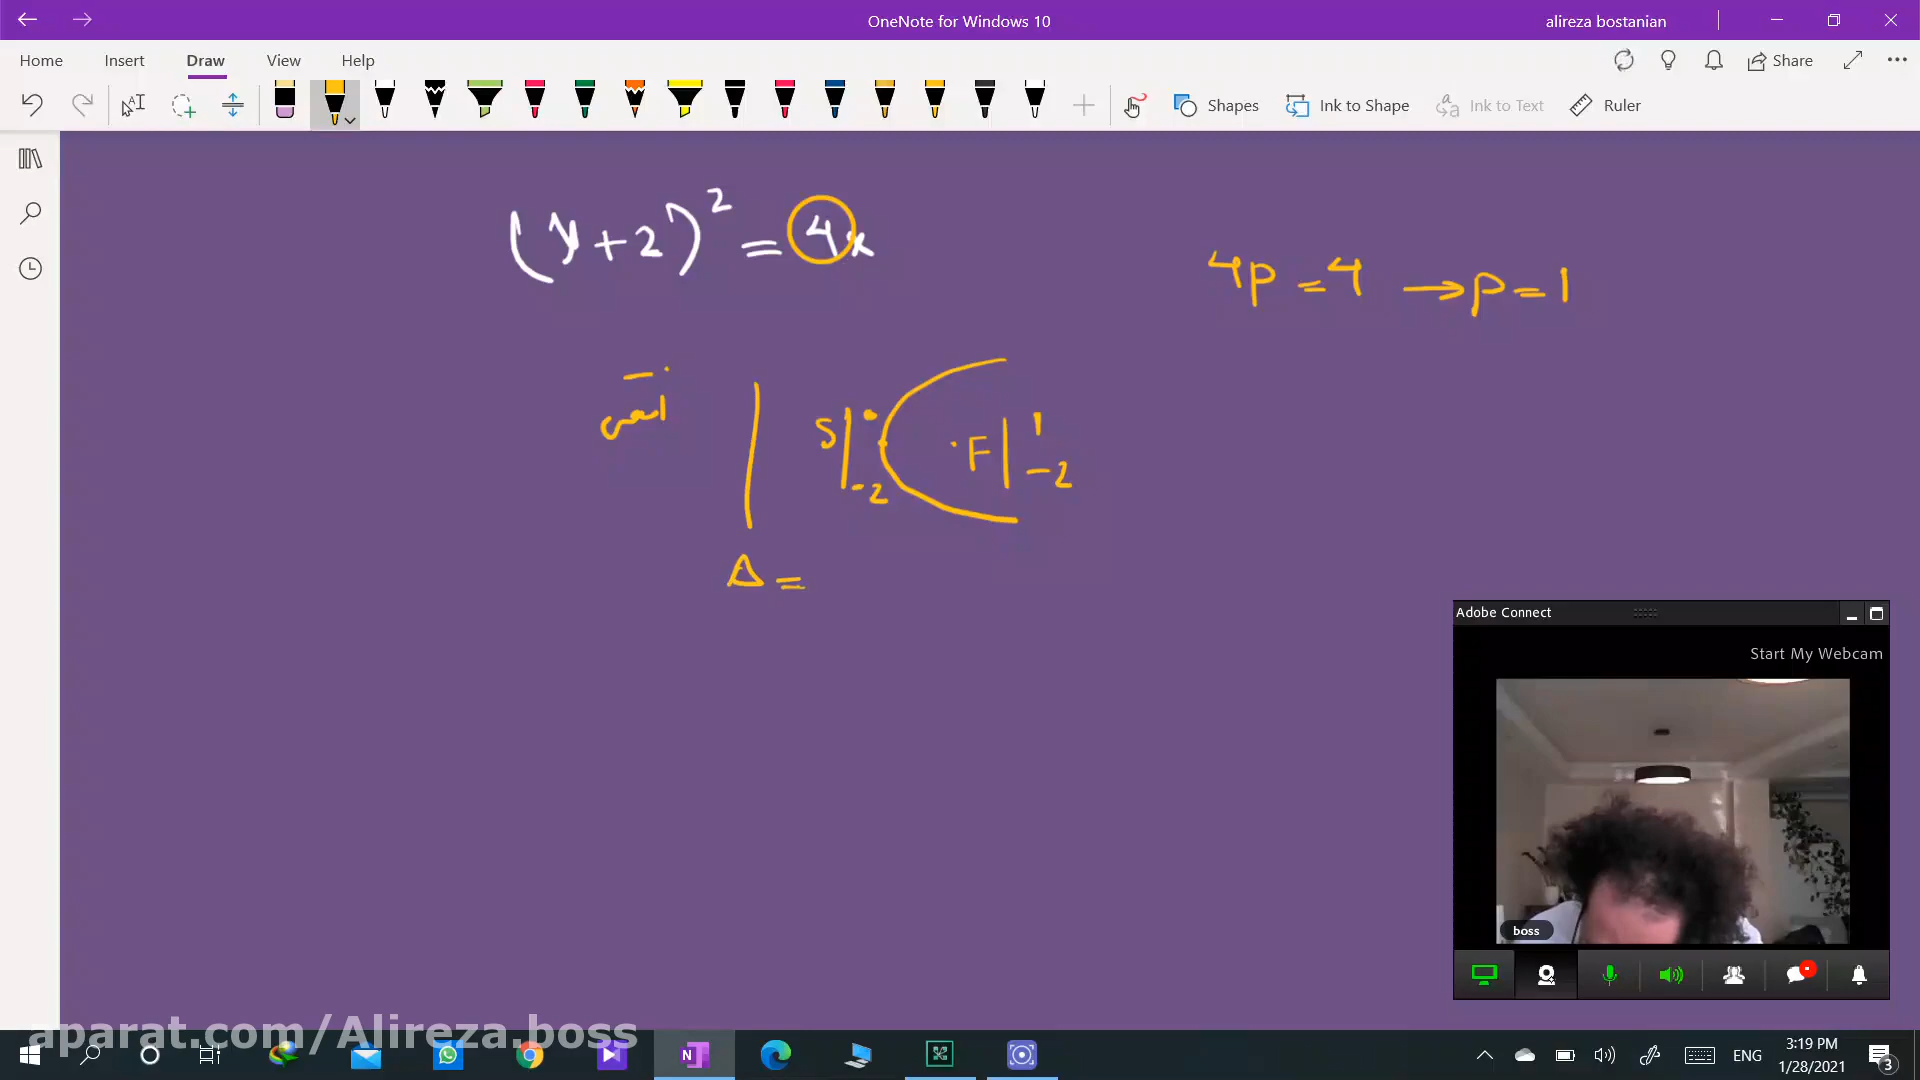 OneNote for Windows 10
alireza bostanian
Home Insert Draw View Help
Share
Shapes Ink to Shape Ink to Text Ruler
(y+2)² = 4x
4p = 4 → p = 1
S| 0 -2
F| 1 -2
Δ =
Adobe Connect
Start My Webcam
boss
aparat.com/Alireza.boss
ENG
3:19 PM
1/28/2021
3